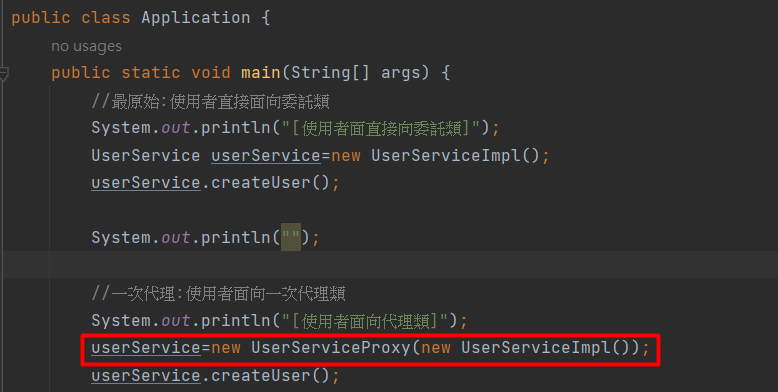 public class Application {
no usages
public static void main(String[] args) {
//最原始:使用者直接面向委託類
System.out.println("[使用者面直接向委託類]");
UserService userService=new UserServiceImpl();
userService.createUser();
System.out.println("");
//一次代理:使用者面向一次代理類
System.out.println("[使用者面向代理類]");
userService=new UserServiceProxy(new UserServiceImpl());
userService.createUser();